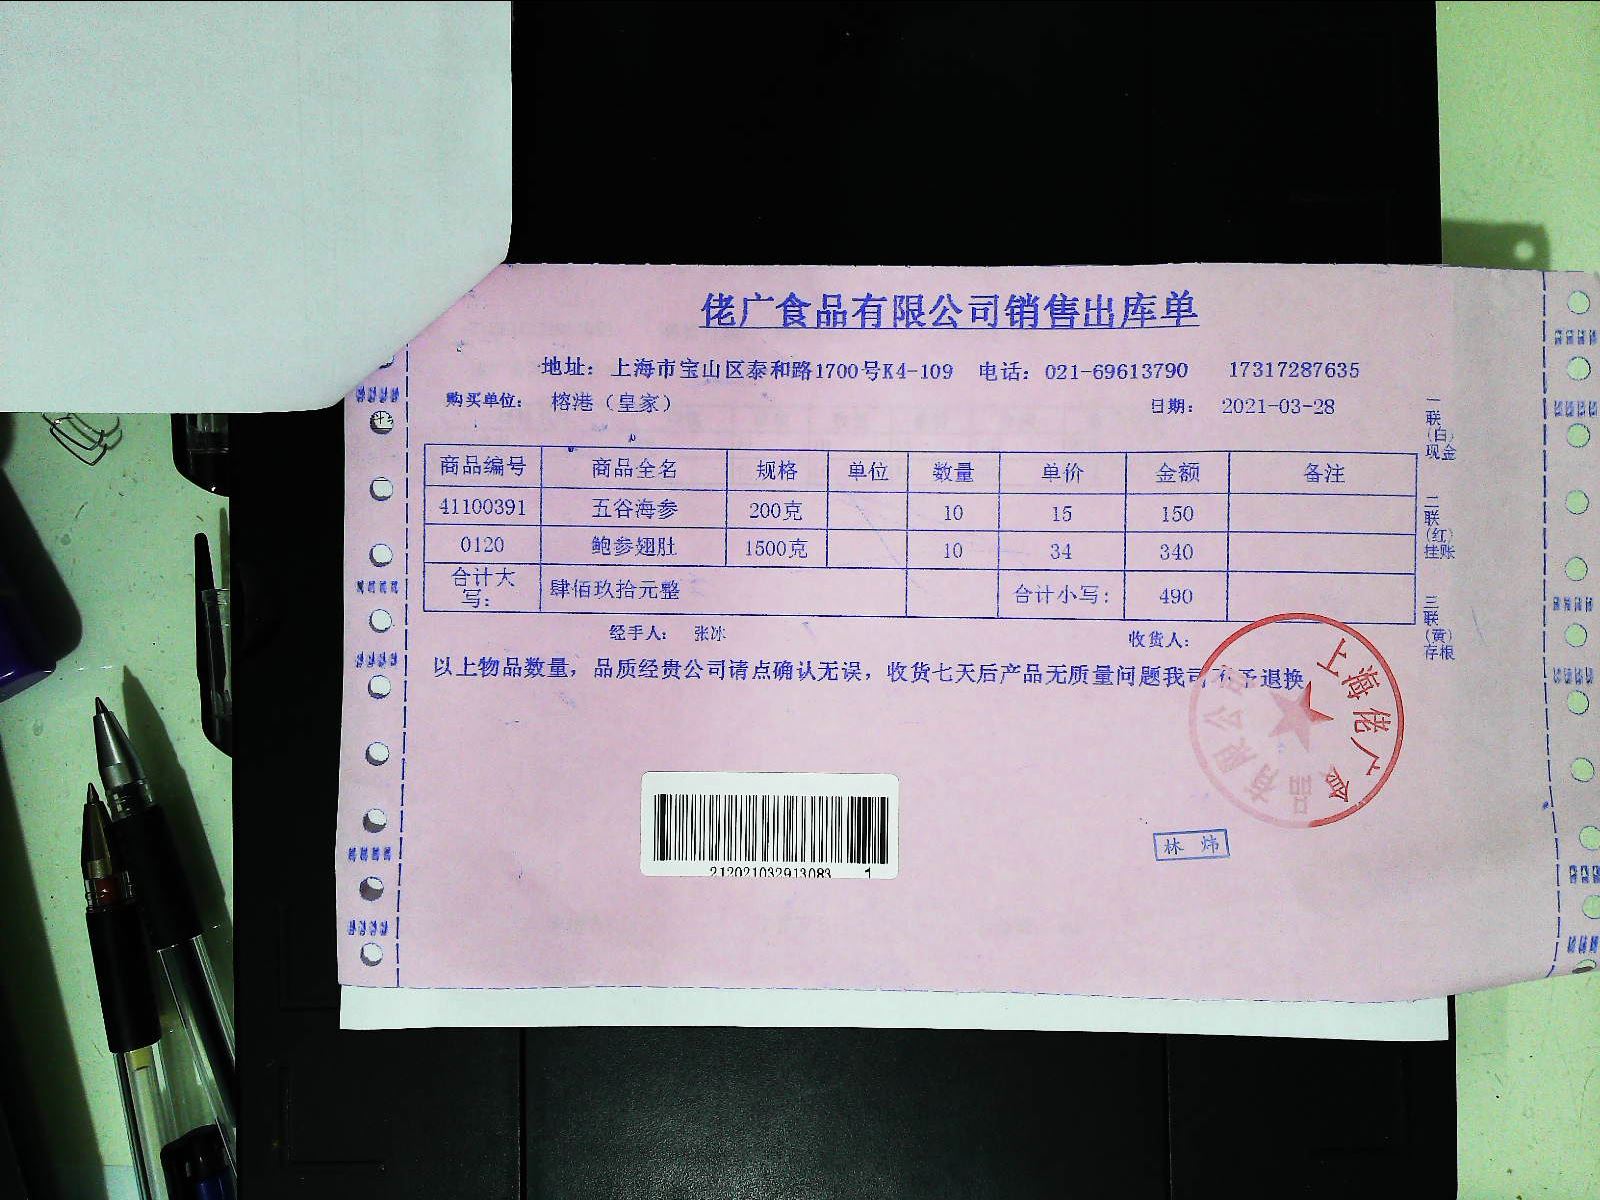 佬广食品有限公司销售出库单
地址：上海市宝山区泰和路1700号K4-109 电话：021-69613790 17317287635
购买单位： 榕港（皇家） 日期： 2021-03-28
商品编号 商品全名 规格 单位 数量 单价 金额 备注
41100391 五谷海参 200克 10 15 150
0120 鲍参翅肚 1500克 10 34 340
合计大写： 肆佰玖拾元整 合计小写： 490
经手人： 张冰 收货人：
以上物品数量，品质经贵公司请点确认无误，收货七天后产品无质量问题我司不予退换
一联（白）现金
二联（红）挂账
三联（黄）存根
上海佬广食品有限公司
212021032913083 1
林 炜